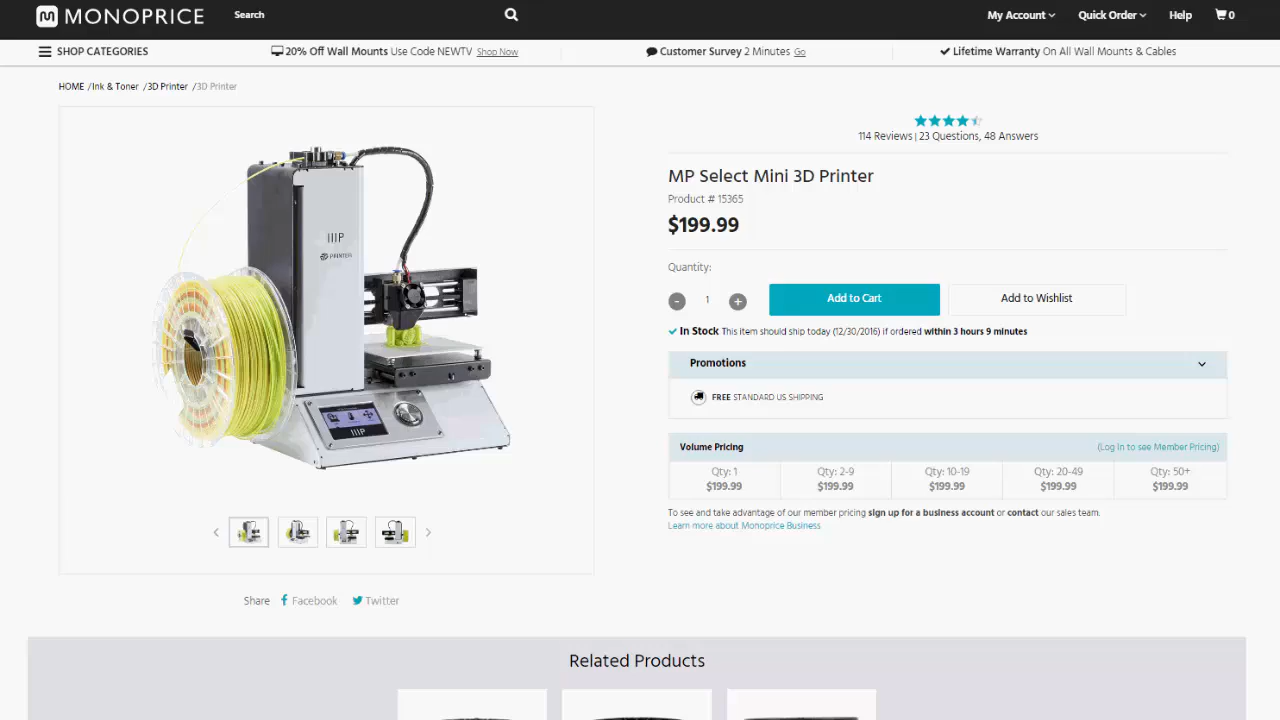 MONOPRICE
Search
My Account
Quick Order
Help
0
SHOP CATEGORIES
20% Off Wall Mounts Use Code NEWTV Shop Now
Customer Survey 2 Minutes Go
Lifetime Warranty On All Wall Mounts & Cables
HOME /Ink & Toner /3D Printer /3D Printer
IIIP
PRINTER
IIIP
114 Reviews | 23 Questions, 48 Answers
MP Select Mini 3D Printer
Product # 15365
$199.99
Quantity:
- 1 +
Add to Cart
Add to Wishlist
In Stock This item should ship today (12/30/2016) if ordered within 3 hours 9 minutes
Promotions
FREE STANDARD US SHIPPING
Volume Pricing
(Log In to see Member Pricing)
Qty: 1 Qty: 2-9 Qty: 10-19 Qty: 20-49 Qty: 50+
$199.99 $199.99 $199.99 $199.99 $199.99
To see and take advantage of our member pricing sign up for a business account or contact our sales team.
Learn more about Monoprice Business
Share Facebook Twitter
Related Products